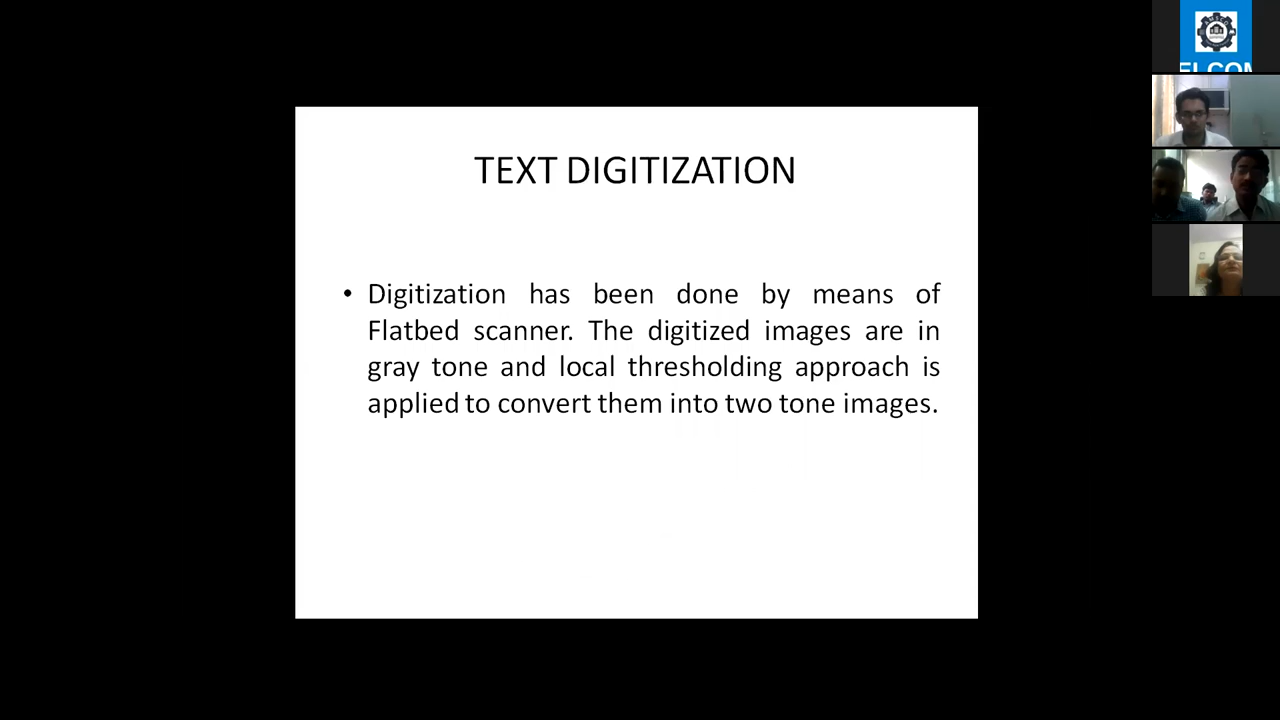 TEXT DIGITIZATION
• Digitization has been done by means of
Flatbed scanner. The digitized images are in
gray tone and local thresholding approach is
applied to convert them into two tone images.